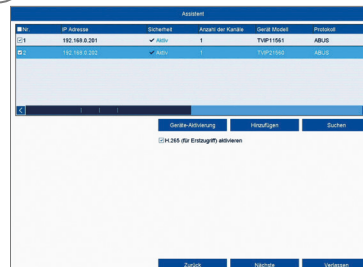 Assistent
Nr. IP Adresse Sicherheit Anzahl der Kanäle Gerät Modell Protokoll
1 192.168.0.201 Aktiv 1 TVIP11561 ABUS
2 192.168.0.202 Aktiv 1 TVIP21560 ABUS
Geräte-Aktivierung Hinzufügen Suchen
H.265 (für Erstzugriff) aktivieren
Zurück Nächste Verlassen